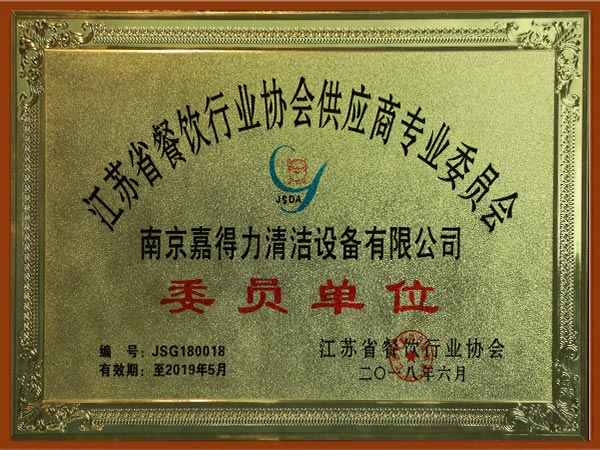 江苏省餐饮行业协会供应商专业委员会
JSDA
南京嘉得力清洁设备有限公司
委员单位
编 号：JSG180018
有效期：至2019年5月
江苏省餐饮行业协会
二〇一八年六月